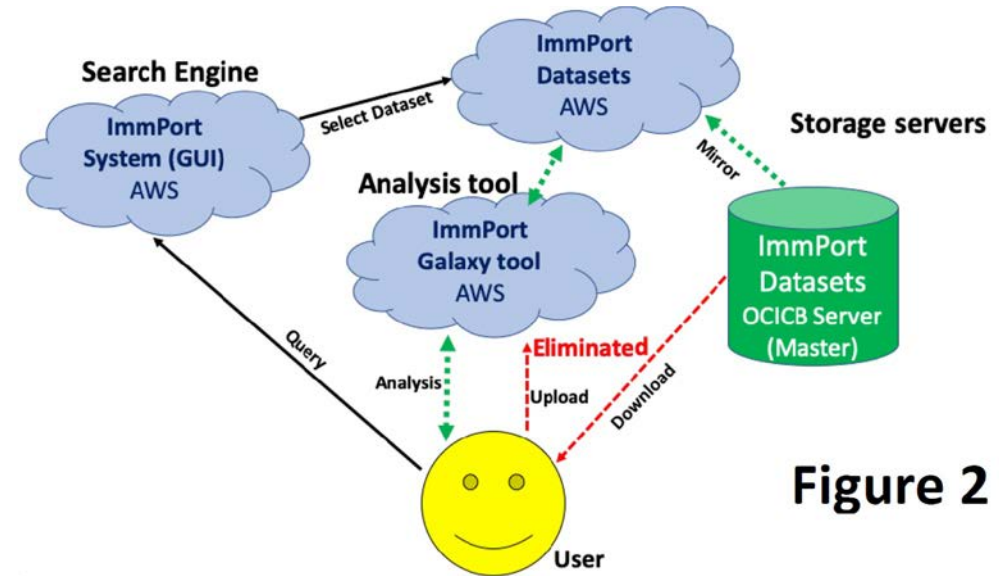 Search Engine
ImmPort
System (GUI)
AWS
Select Dataset
ImmPort
Datasets
AWS
Storage servers
Mirror
Analysis tool
ImmPort
Galaxy tool
AWS
ImmPort
Datasets
OCICB Server
(Master)
Query
Analysis
Eliminated
Upload
Download
Figure 2
User